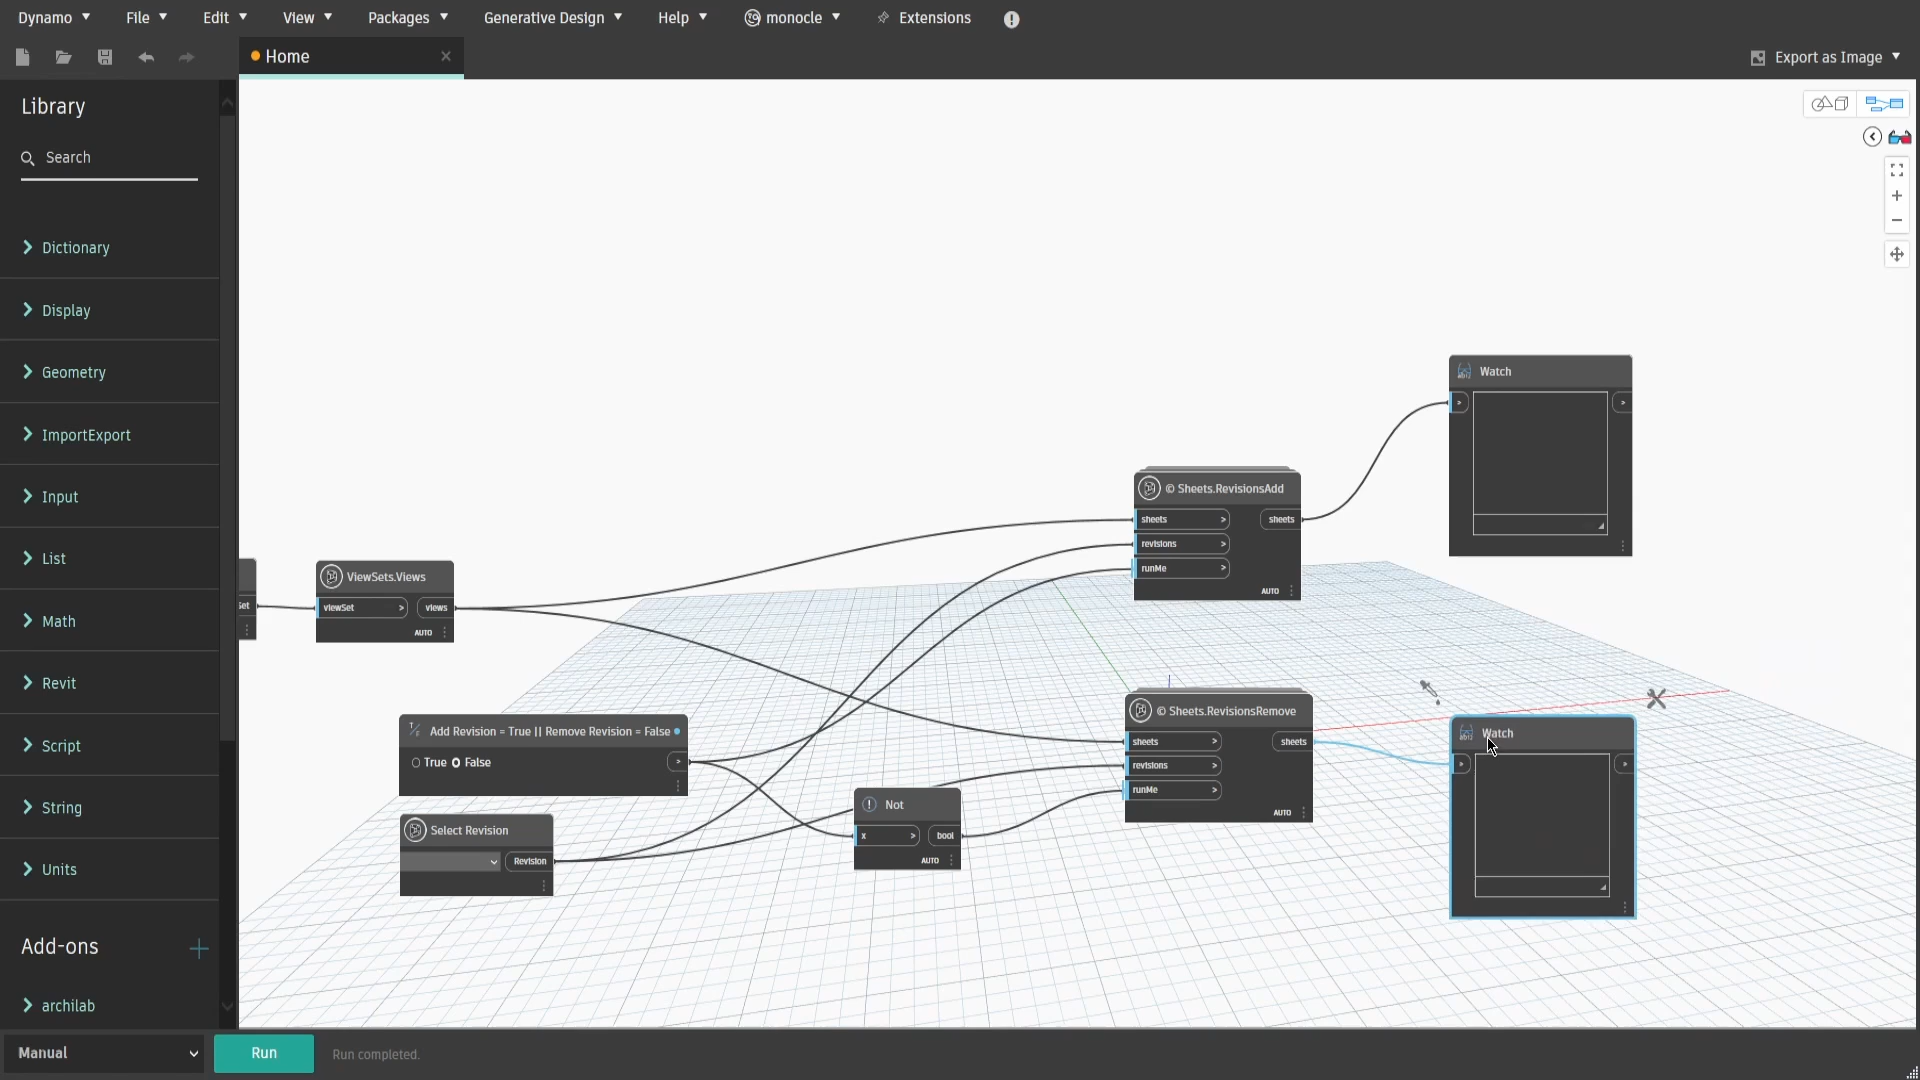 Dynamo File Edit View Packages Generative Design Help monocle Extensions
Home
Export as Image
Library
Search
Dictionary
Display
Geometry
ImportExport
Input
List
Math
Revit
Script
String
Units
Add-ons
archilab
Watch
>
>
© Sheets.RevisionsAdd
sheets > sheets
revisions >
runMe >
AUTO
ViewSets.Views
viewSet > views
AUTO
© Sheets.RevisionsRemove
sheets > sheets
revisions >
runMe >
AUTO
Watch
>
>
Add Revision = True || Remove Revision = False
True False >
Not
x > bool
AUTO
Select Revision
Revision
Manual Run Run completed.